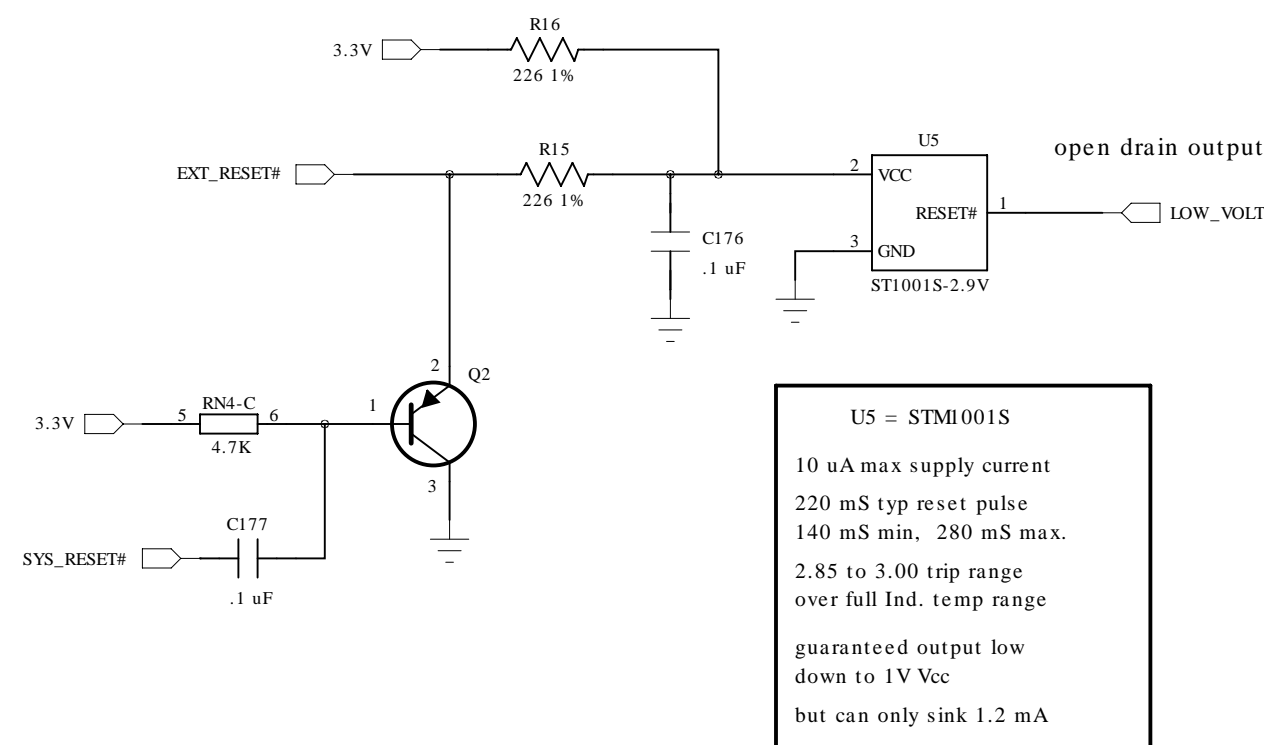 R16
3.3V
226 1%
U5
open drain output
R15
EXT_RESET#
226 1%
2
VCC
RESET#
1
LOW_VOLT
C176
.1 uF
3
GND
ST1001S-2.9V
2
Q2
RN4-C
3.3V
5
6
1
4.7K
3
C177
SYS_RESET#
.1 uF
U5 = STM1001S
10 uA max supply current
220 mS typ reset pulse
140 mS min, 280 mS max.
2.85 to 3.00 trip range
over full Ind. temp range
guaranteed output low
down to 1V Vcc
but can only sink 1.2 mA